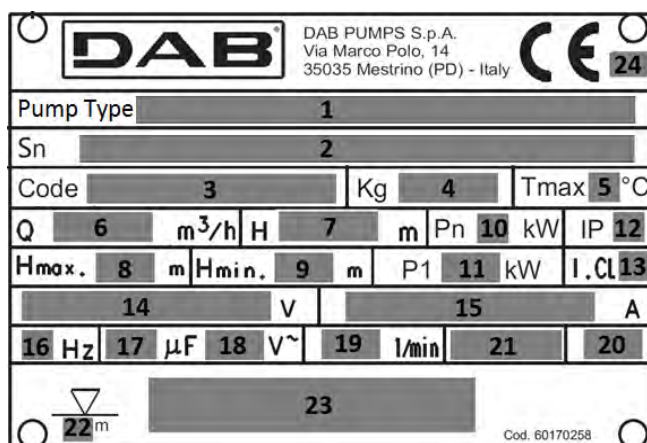 DAB
DAB PUMPS S.p.A.
Via Marco Polo, 14
35035 Mestrino (PD) - Italy
CE 24
Pump Type 1
Sn 2
Code 3 Kg 4 Tmax 5 °C
Q 6 m³/h H 7 m Pn 10 kW IP 12
Hmax. 8 m Hmin. 9 m P1 11 kW I.Cl 13
14 V 15 A
16 Hz 17 µF 18 V~ 19 l/min 21 20
22 m 23
Cod. 60170258